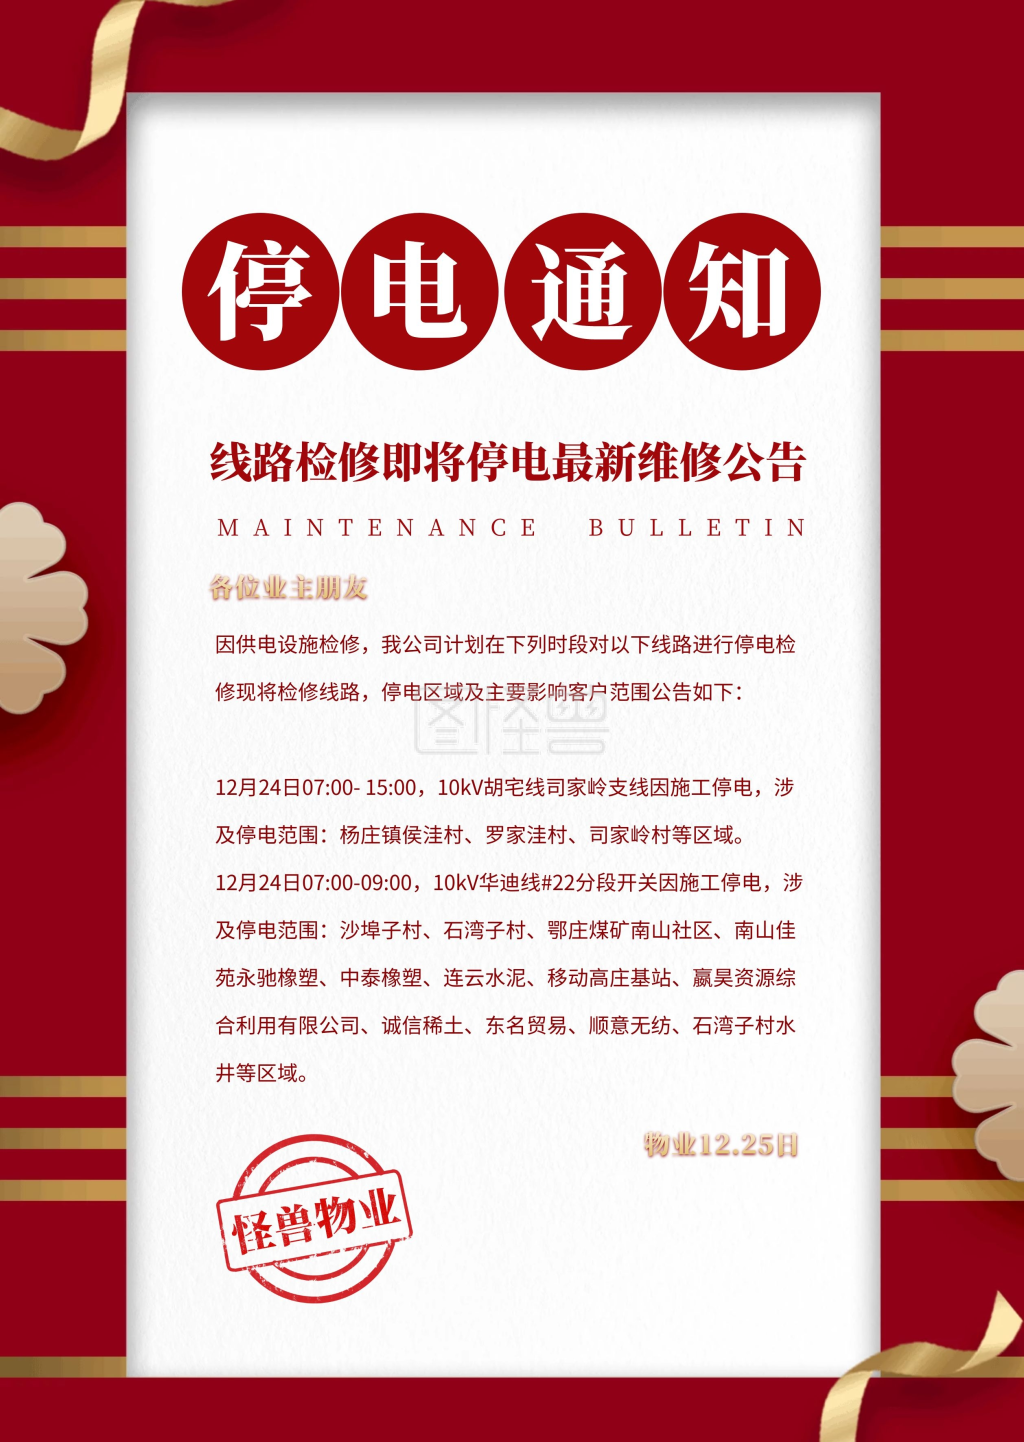 停电通知
线路检修即将停电最新维修公告
MAINTENANCE BULLETIN
各位业主朋友
因供电设施检修，我公司计划在下列时段对以下线路进行停电检
修现将检修线路，停电区域及主要影响客户范围公告如下：
图怪兽
12月24日07:00- 15:00，10kV胡宅线司家岭支线因施工停电，涉
及停电范围：杨庄镇侯洼村、罗家洼村、司家岭村等区域。
12月24日07:00-09:00，10kV华迪线#22分段开关因施工停电，涉
及停电范围：沙埠子村、石湾子村、鄂庄煤矿南山社区、南山佳
苑永驰橡塑、中泰橡塑、连云水泥、移动高庄基站、赢昊资源综
合利用有限公司、诚信稀土、东名贸易、顺意无纺、石湾子村水
井等区域。
物业12.25日
怪兽物业